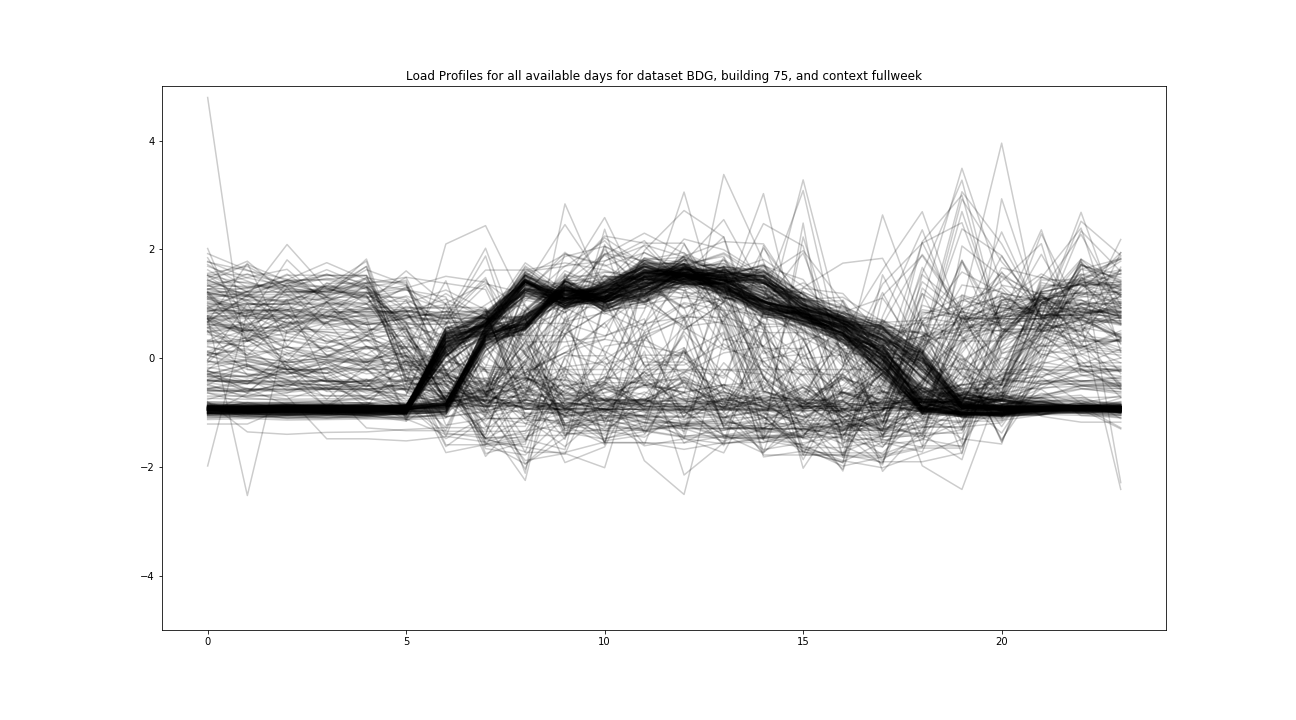 Load Profiles for all available days for dataset BDG, building 75, and context fullweek
4
2
0
−2
−4
0 5 10 15 20